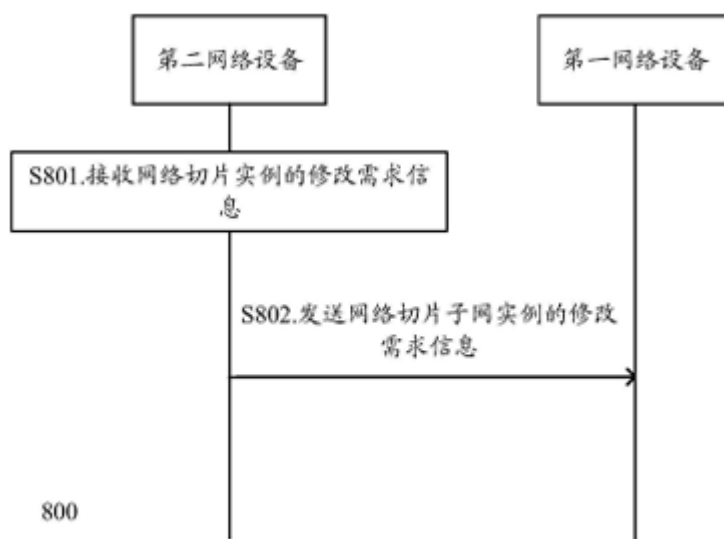 第二网络设备
第一网络设备
S801.接收网络切片实例的修改需求信
息
S802.发送网络切片子网实例的修改
需求信息
800